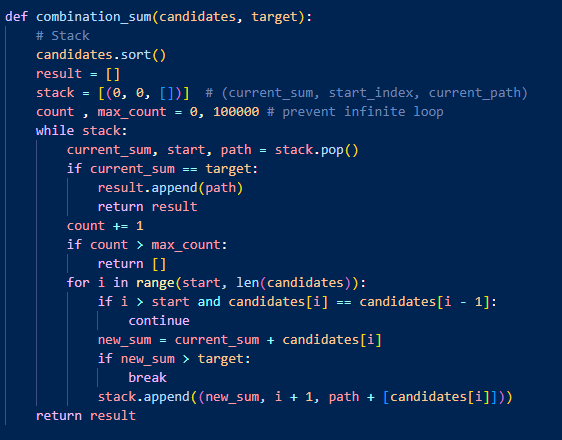 def combination_sum(candidates, target):
    # Stack
    candidates.sort()
    result = []
    stack = [(0, 0, [])]  # (current_sum, start_index, current_path)
    count , max_count = 0, 100000 # prevent infinite loop
    while stack:
        current_sum, start, path = stack.pop()
        if current_sum == target:
            result.append(path)
            return result
        count += 1
        if count > max_count:
            return []
        for i in range(start, len(candidates)):
            if i > start and candidates[i] == candidates[i - 1]:
                continue
            new_sum = current_sum + candidates[i]
            if new_sum > target:
                break
            stack.append((new_sum, i + 1, path + [candidates[i]]))
    return result